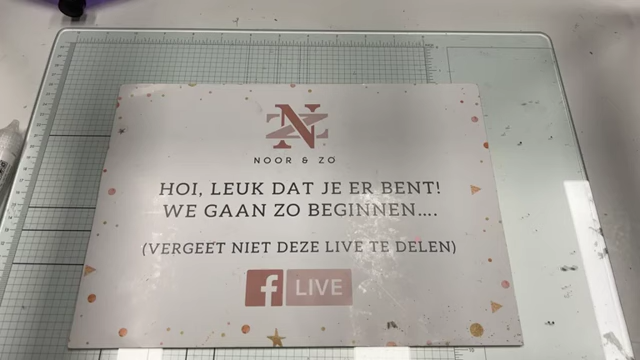 NZ
NOOR & ZO
HOI, LEUK DAT JE ER BENT!
WE GAAN ZO BEGINNEN....
(VERGEET NIET DEZE LIVE TE DELEN)
f LIVE